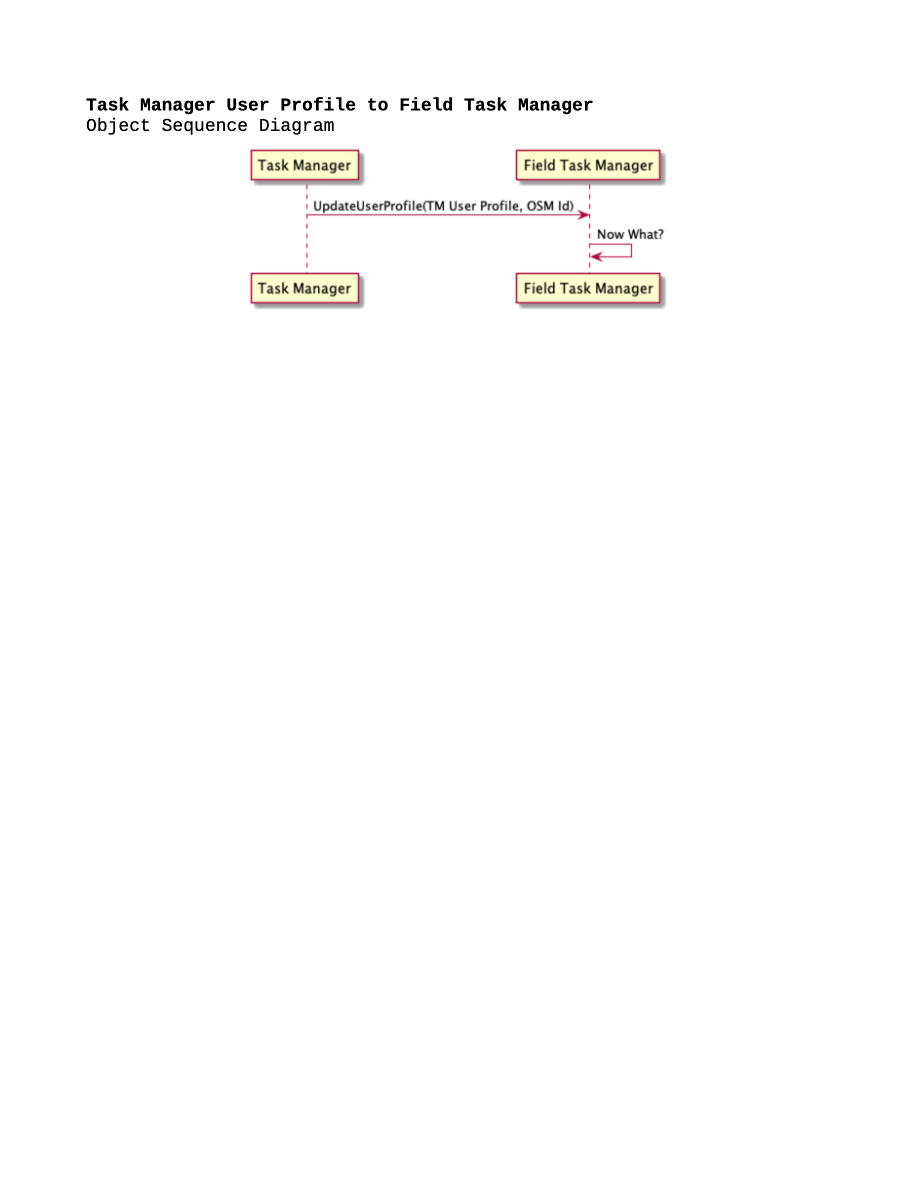 Task Manager User Profile to Field Task Manager
Object Sequence Diagram
Task Manager
Field Task Manager
UpdateUserProfile(TM User Profile, OSM Id)
Now What?
Task Manager
Field Task Manager